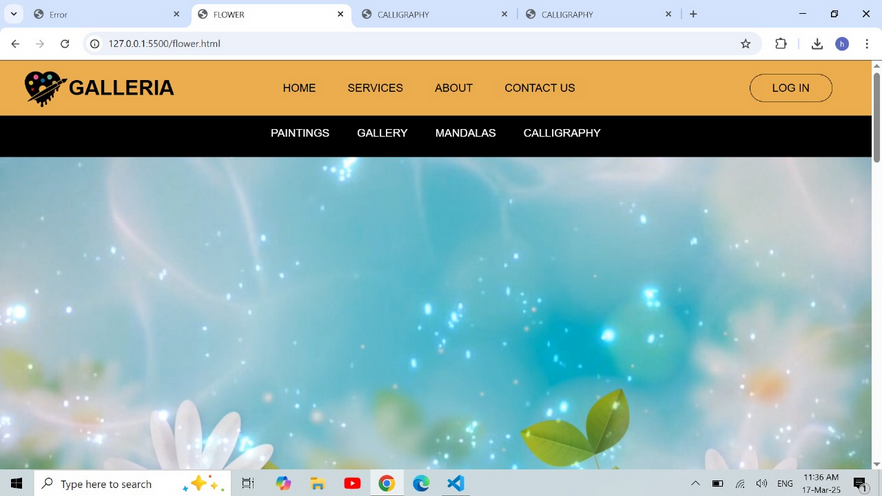 Error
FLOWER
CALLIGRAPHY
CALLIGRAPHY
127.0.0.1:5500/flower.html
h
GALLERIA
HOME SERVICES ABOUT CONTACT US
LOG IN
PAINTINGS GALLERY MANDALAS CALLIGRAPHY
Type here to search
ENG
11:36 AM
17-Mar-25
1